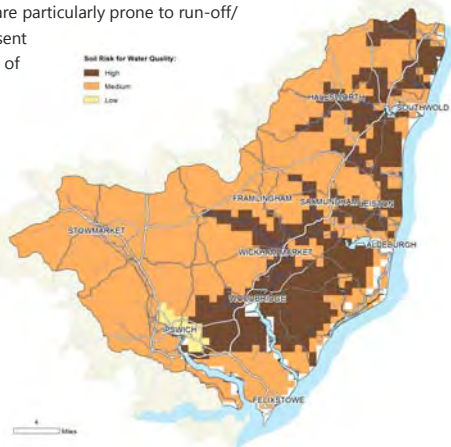 are particularly prone to run-off/
sent
of
Soil Risk for Water Quality:
High
Medium
Low
HALESWORTH
SOUTHWOLD
FRAMLINGHAM
SAXMUNDHAM
LEISTON
STOWMARKET
ALDEBURGH
WICKHAM MARKET
WOODBRIDGE
IPSWICH
FELIXSTOWE
4
Miles